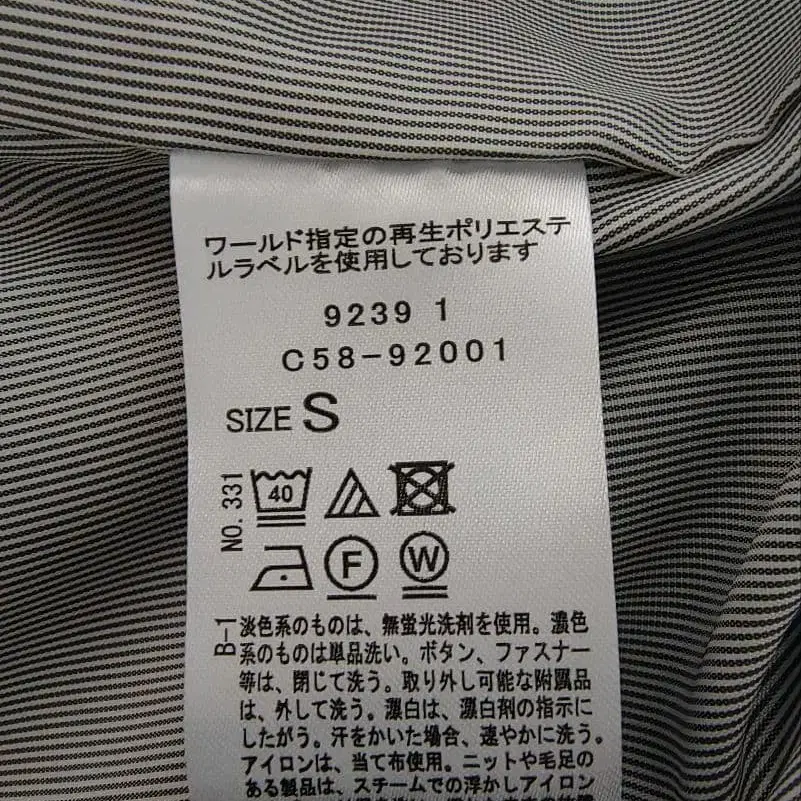 ワールド指定の再生ポリエステ
ルラベルを使用しております
9239 1
C58-92001
SIZE S
NO. 331
40
F W
B-1
淡色系のものは、無蛍光洗剤を使用。濃色
系のものは単品洗い。ボタン、ファスナー
等は、閉じて洗う。取り外し可能な附属品
は、外して洗う。漂白は、漂白剤の指示に
したがう。汗をかいた場合、速やかに洗う。
アイロンは、当て布使用。ニットや毛足の
ある製品は、スチームでの浮かしアイロン